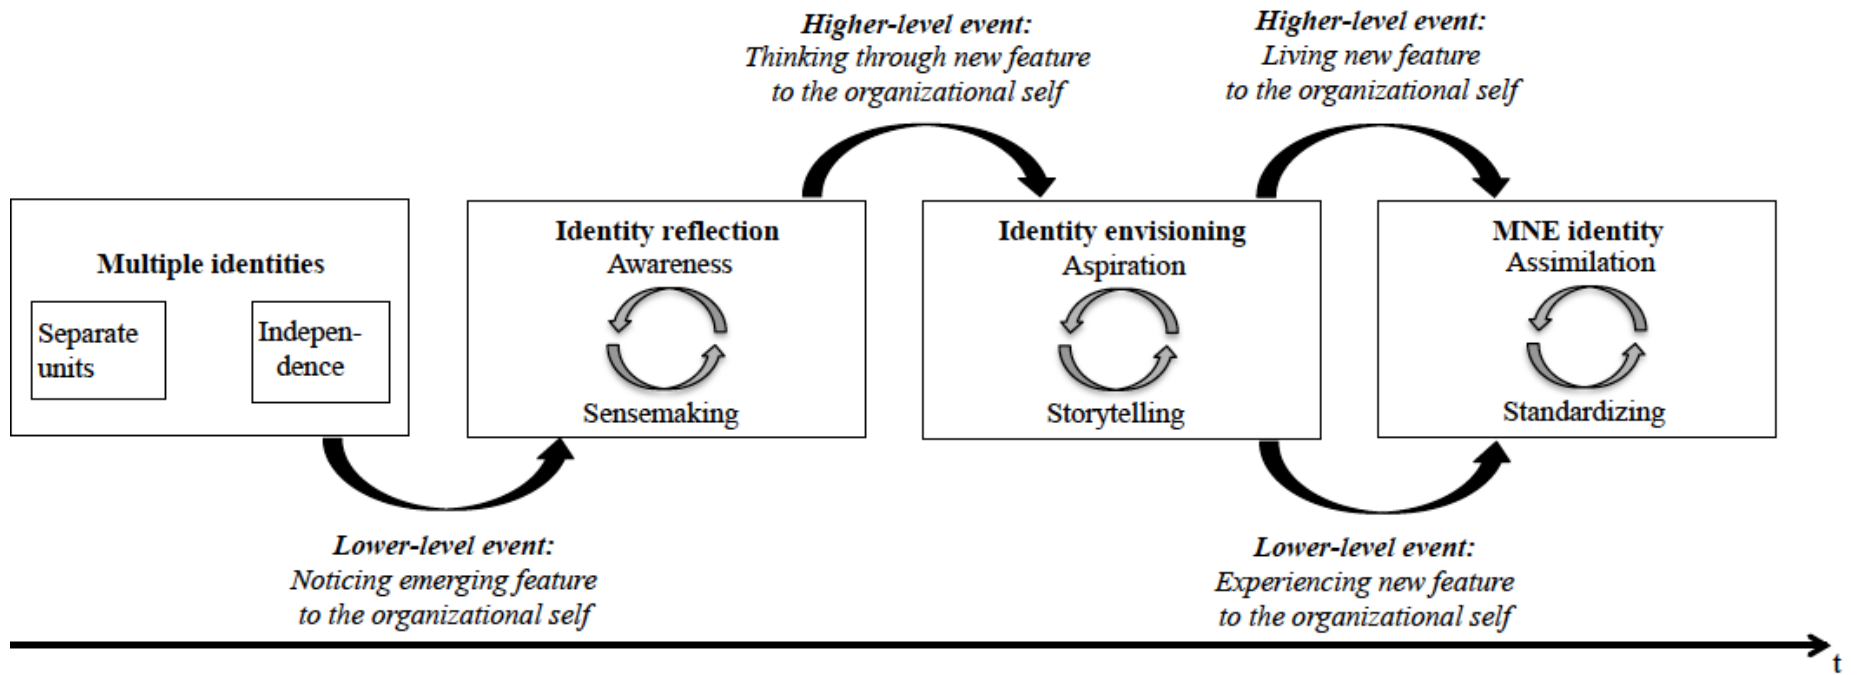 Higher-level event:
Thinking through new feature
to the organizational self
Higher-level event:
Living new feature
to the organizational self
Multiple identities
Separate
units
Indepen-
dence
Identity reflection
Awareness
Sensemaking
Identity envisioning
Aspiration
Storytelling
MNE identity
Assimilation
Standardizing
Lower-level event:
Noticing emerging feature
to the organizational self
Lower-level event:
Experiencing new feature
to the organizational self
t